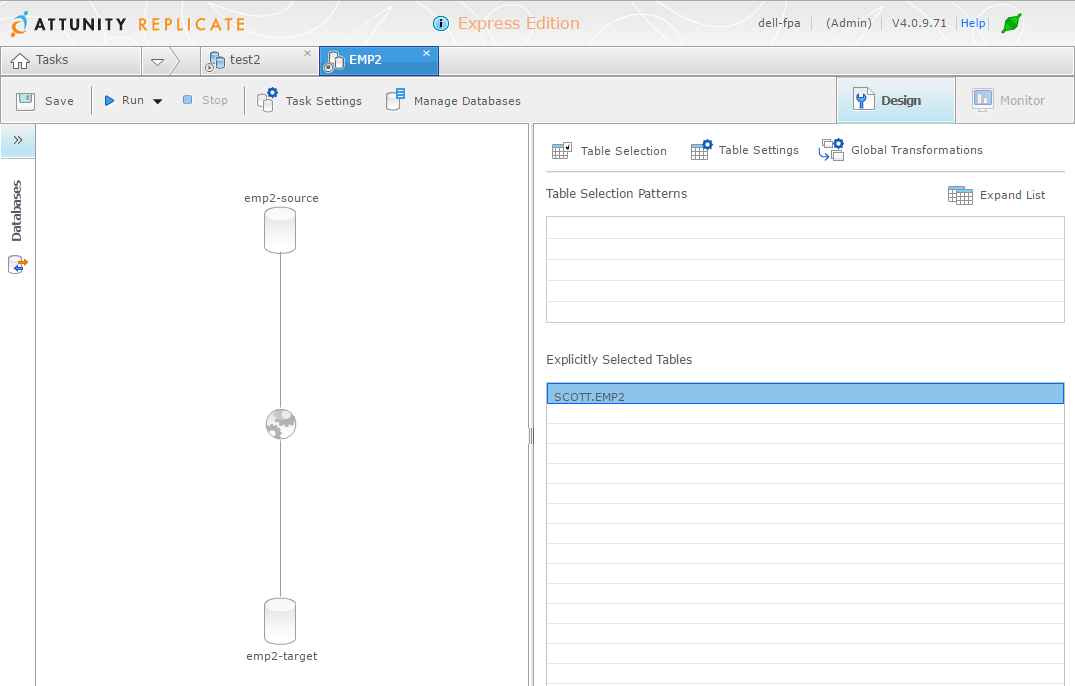 ATTUNITY REPLICATE Express Edition dell-fpa (Admin) V4.0.9.71 Help
Tasks test2 EMP2
Save Run Stop Task Settings Manage Databases Design Monitor
Databases
emp2-source
emp2-target
Table Selection Table Settings Global Transformations
Table Selection Patterns Expand List
Explicitly Selected Tables
SCOTT.EMP2